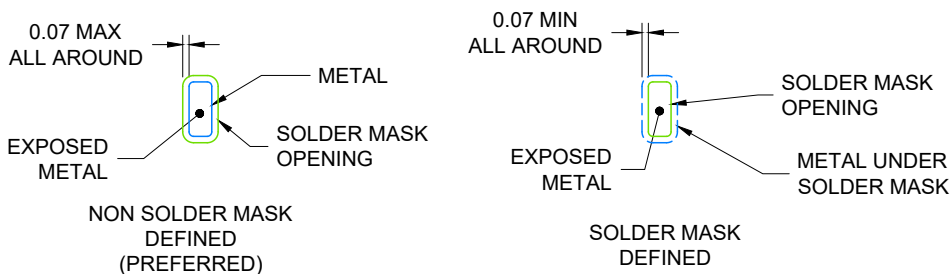 0.07 MAX
ALL AROUND
METAL
EXPOSED
METAL
SOLDER MASK
OPENING
NON SOLDER MASK
DEFINED
(PREFERRED)
0.07 MIN
ALL AROUND
SOLDER MASK
OPENING
EXPOSED
METAL
METAL UNDER
SOLDER MASK
SOLDER MASK
DEFINED